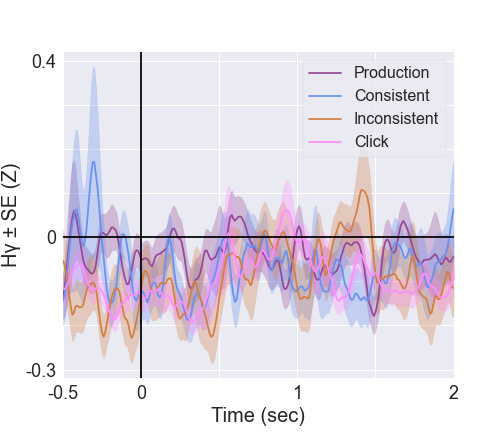 Hγ ± SE (Z)
0.4
0
-0.3
Production
Consistent
Inconsistent
Click
-0.5
0
1
2
Time (sec)